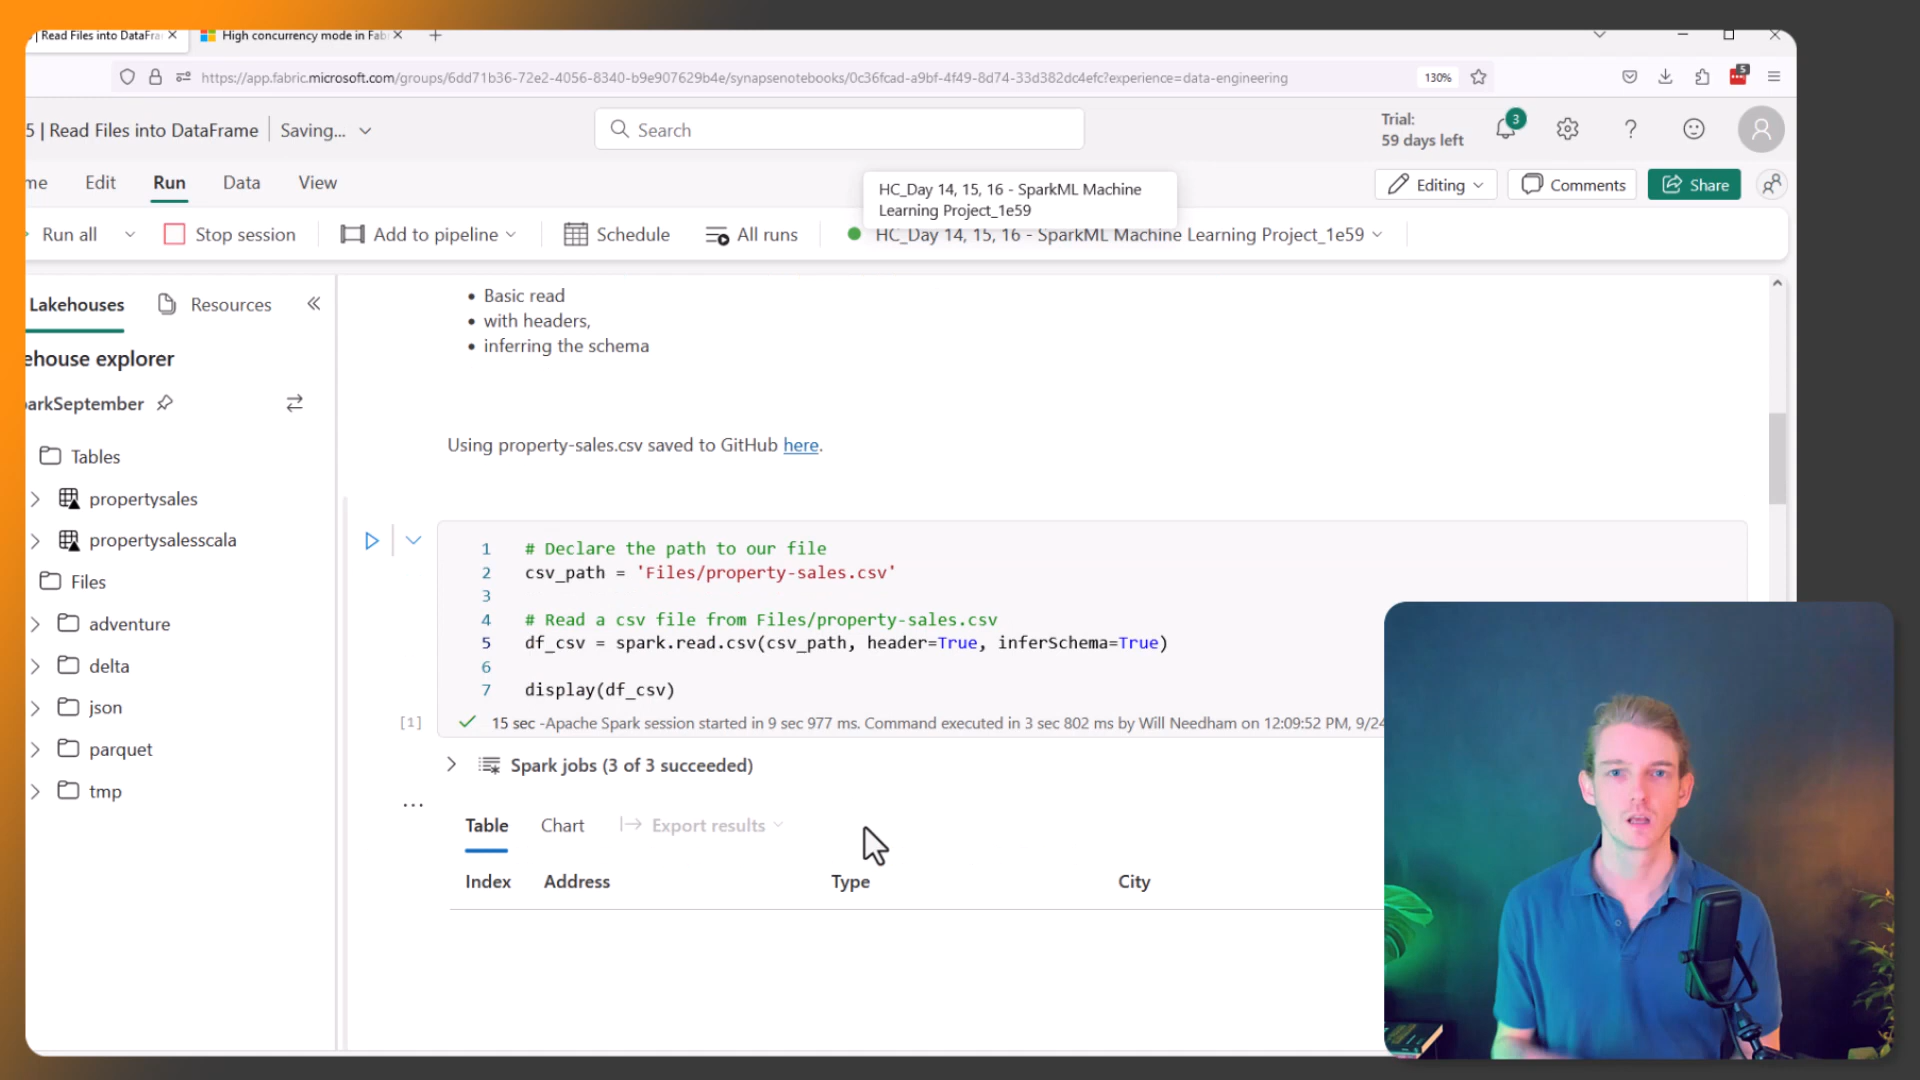 | Read Files into DataFra
High concurrency mode in Fab
https://app.fabric.microsoft.com/groups/6dd71b36-72e2-4056-8340-b9e907629b4e/synapsenotebooks/0c36fcad-a9bf-4f49-8d74-33d382dc4efc?experience=data-engineering
130%
5
5 | Read Files into DataFrame
Saving...
Search
Trial:
59 days left
3
me
Edit
Run
Data
View
HC_Day 14, 15, 16 - SparkML Machine
Learning Project_1e59
Editing
Comments
Share
Run all
Stop session
Add to pipeline
Schedule
All runs
HC_Day 14, 15, 16 - SparkML Machine Learning Project_1e59
Lakehouses
Resources
ehouse explorer
arkSeptember
Tables
propertysales
propertysalesscala
Files
adventure
delta
json
parquet
tmp
• Basic read
• with headers,
• inferring the schema
Using property-sales.csv saved to GitHub here.
1 # Declare the path to our file
2 csv_path = 'Files/property-sales.csv'
3
4 # Read a csv file from Files/property-sales.csv
5 df_csv = spark.read.csv(csv_path, header=True, inferSchema=True)
6
7 display(df_csv)
[1]
15 sec -Apache Spark session started in 9 sec 977 ms. Command executed in 3 sec 802 ms by Will Needham on 12:09:52 PM, 9/24
Spark jobs (3 of 3 succeeded)
...
Table
Chart
Export results
Index
Address
Type
City